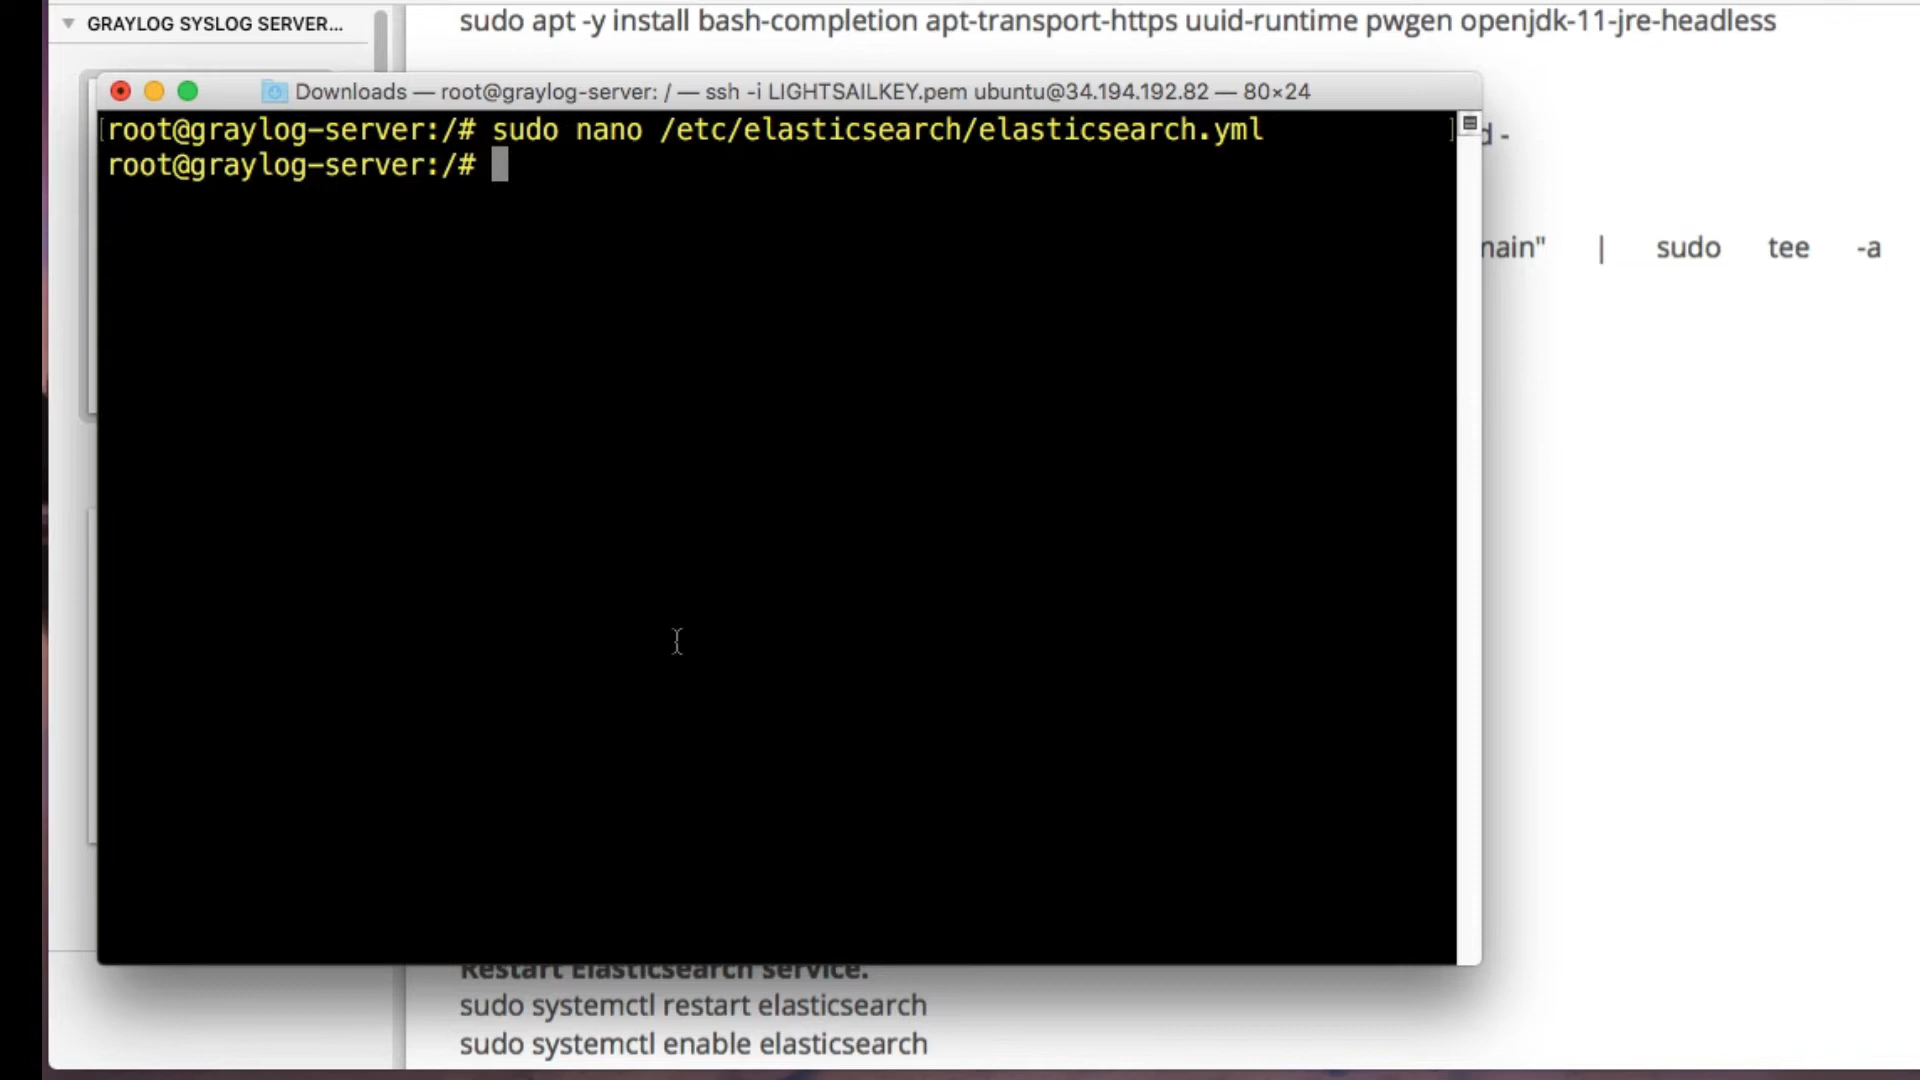 GRAYLOG SYSLOG SERVER...
sudo apt -y install bash-completion apt-transport-https uuid-runtime pwgen openjdk-11-jre-headless
Downloads — root@graylog-server: / — ssh -i LIGHTSAILKEY.pem ubuntu@34.194.192.82 — 80×24
[root@graylog-server:/# sudo nano /etc/elasticsearch/elasticsearch.yml ]
root@graylog-server:/#
d -
main" | sudo tee -a
Restart Elasticsearch service.
sudo systemctl restart elasticsearch
sudo systemctl enable elasticsearch